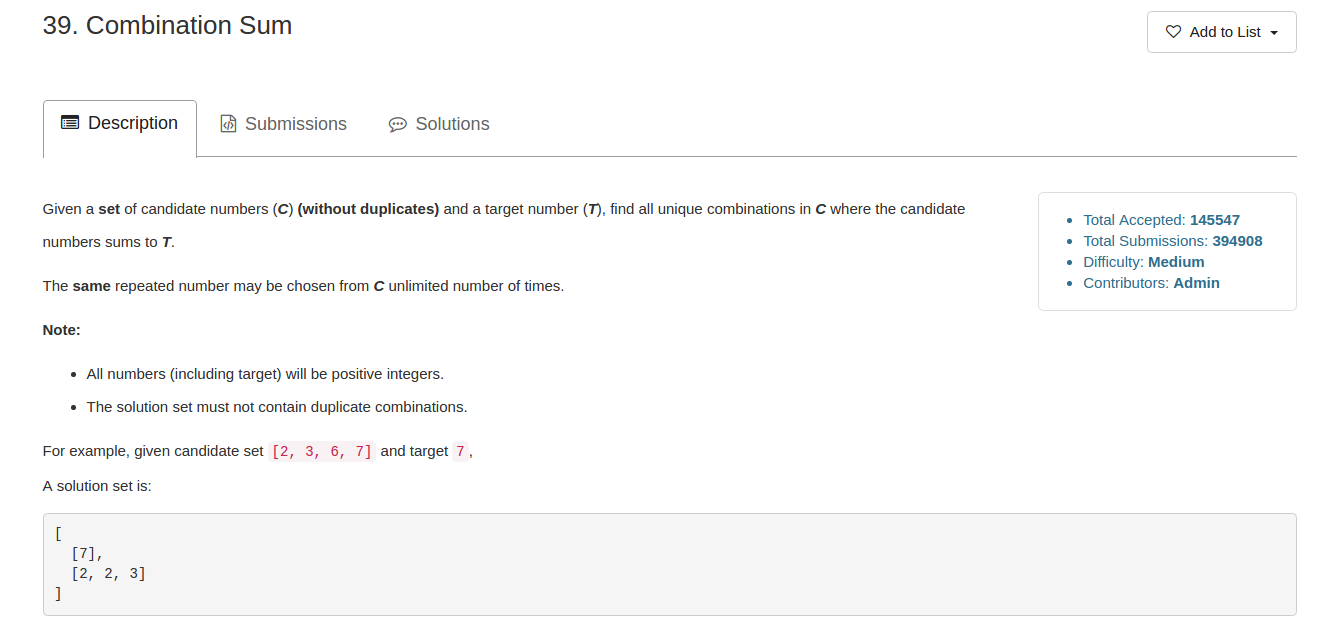 39. Combination Sum
Add to List
Description
Submissions
Solutions
Given a set of candidate numbers (C) (without duplicates) and a target number (T), find all unique combinations in C where the candidate
numbers sums to T.
The same repeated number may be chosen from C unlimited number of times.
Note:
All numbers (including target) will be positive integers.
The solution set must not contain duplicate combinations.
For example, given candidate set [2, 3, 6, 7] and target 7,
A solution set is:
[
[7],
[2, 2, 3]
]
Total Accepted: 145547
Total Submissions: 394908
Difficulty: Medium
Contributors: Admin